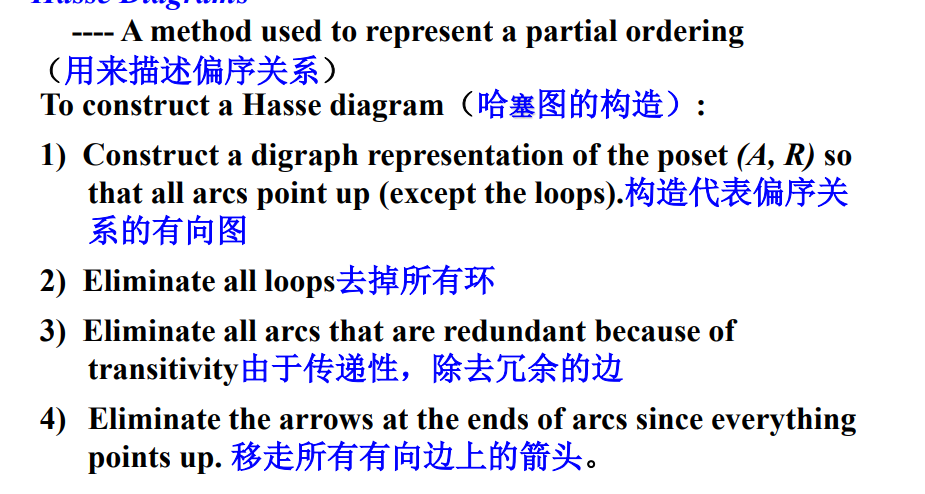 Hasse Diagrams
---- A method used to represent a partial ordering
（用来描述偏序关系）
To construct a Hasse diagram（哈塞图的构造）:
1) Construct a digraph representation of the poset (A, R) so
that all arcs point up (except the loops).构造代表偏序关
系的有向图
2) Eliminate all loops去掉所有环
3) Eliminate all arcs that are redundant because of
transitivity由于传递性，除去冗余的边
4) Eliminate the arrows at the ends of arcs since everything
points up. 移走所有有向边上的箭头。